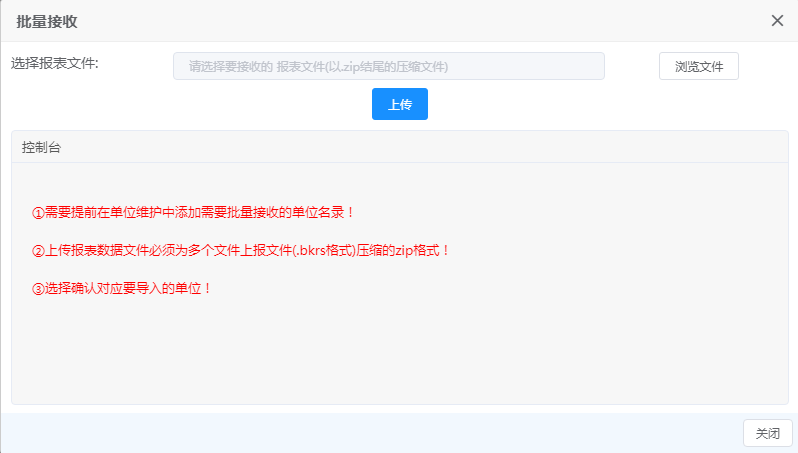 批量接收
选择报表文件:
请选择要接收的 报表文件(以.zip结尾的压缩文件)
浏览文件
上传
控制台
①需要提前在单位维护中添加需要批量接收的单位名录！
②上传报表数据文件必须为多个文件上报文件(.bkrs格式)压缩的zip格式！
③选择确认对应要导入的单位！
关闭